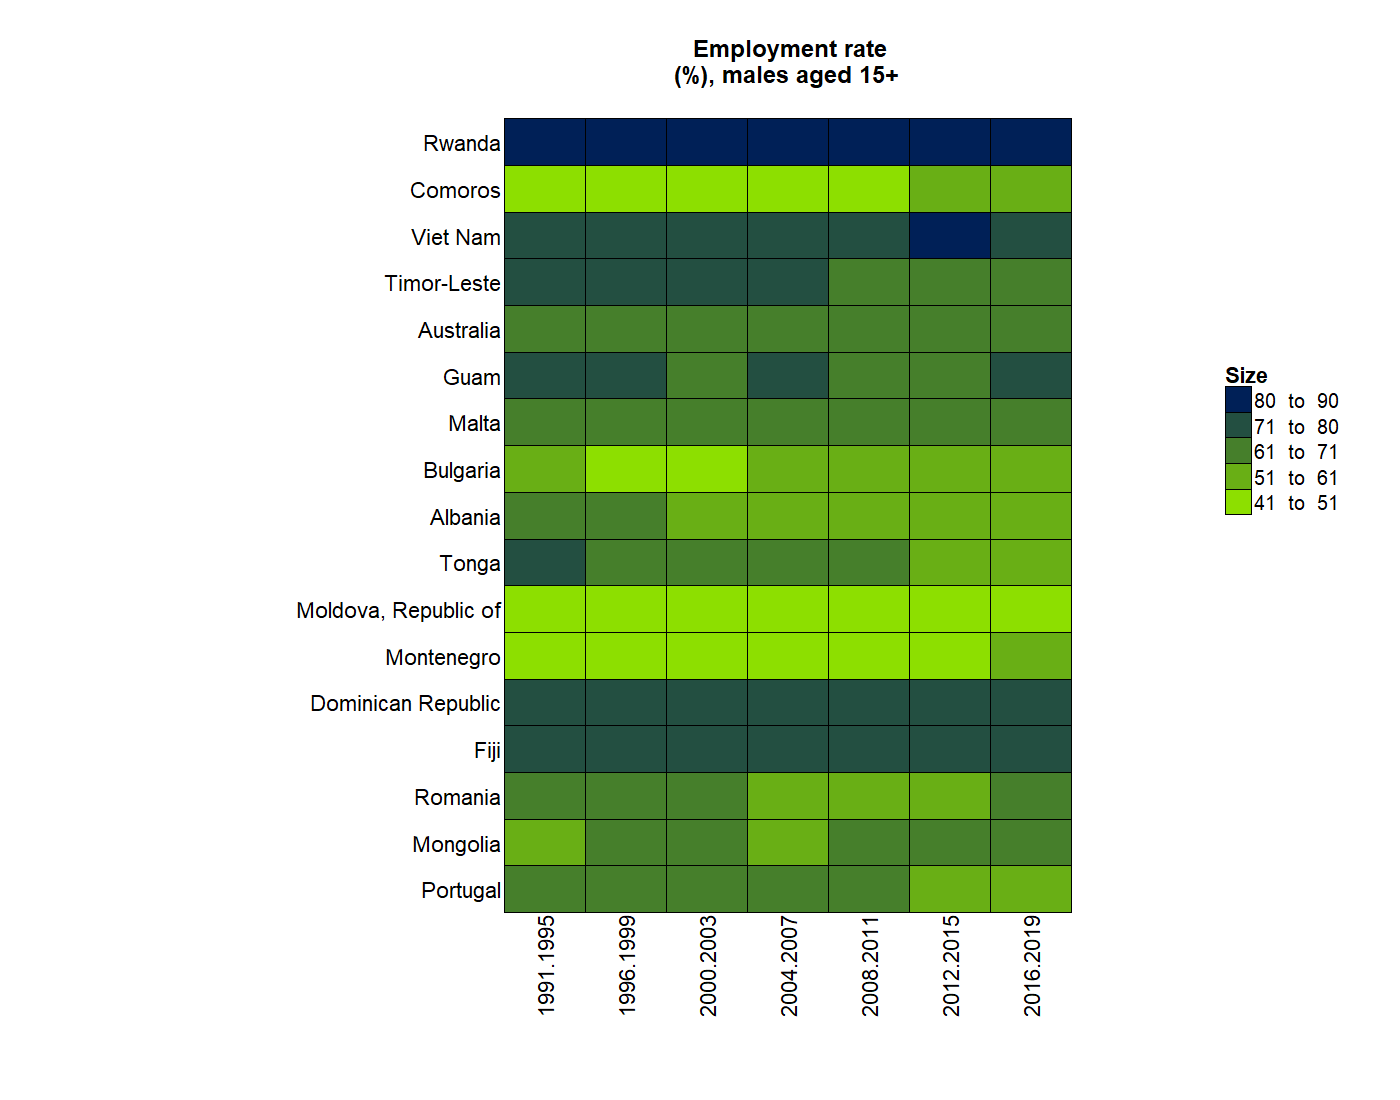 Employment rate
(%), males aged 15+
Rwanda
Comoros
Viet Nam
Timor-Leste
Australia
Guam
Malta
Bulgaria
Albania
Tonga
Moldova, Republic of
Montenegro
Dominican Republic
Fiji
Romania
Mongolia
Portugal
1991.1995
1996.1999
2000.2003
2004.2007
2008.2011
2012.2015
2016.2019
Size
80 to 90
71 to 80
61 to 71
51 to 61
41 to 51